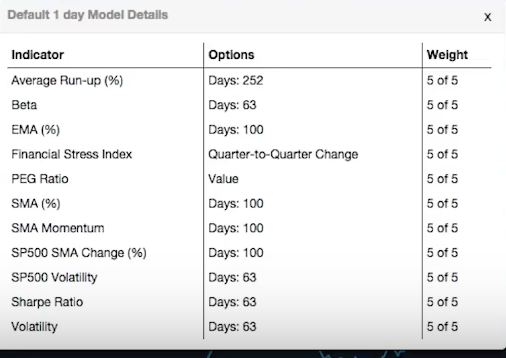 Default 1 day Model Details X
Indicator Options Weight
Average Run-up (%) Days: 252 5 of 5
Beta Days: 63 5 of 5
EMA (%) Days: 100 5 of 5
Financial Stress Index Quarter-to-Quarter Change 5 of 5
PEG Ratio Value 5 of 5
SMA (%) Days: 100 5 of 5
SMA Momentum Days: 100 5 of 5
SP500 SMA Change (%) Days: 100 5 of 5
SP500 Volatility Days: 63 5 of 5
Sharpe Ratio Days: 63 5 of 5
Volatility Days: 63 5 of 5